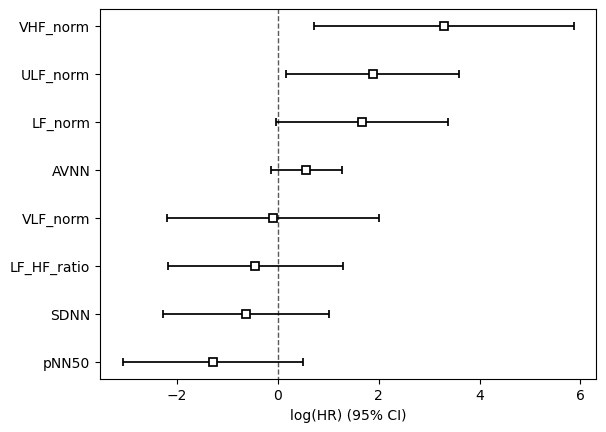 VHF_norm
ULF_norm
LF_norm
AVNN
VLF_norm
LF_HF_ratio
SDNN
pNN50
−2 0 2 4 6
log(HR) (95% CI)